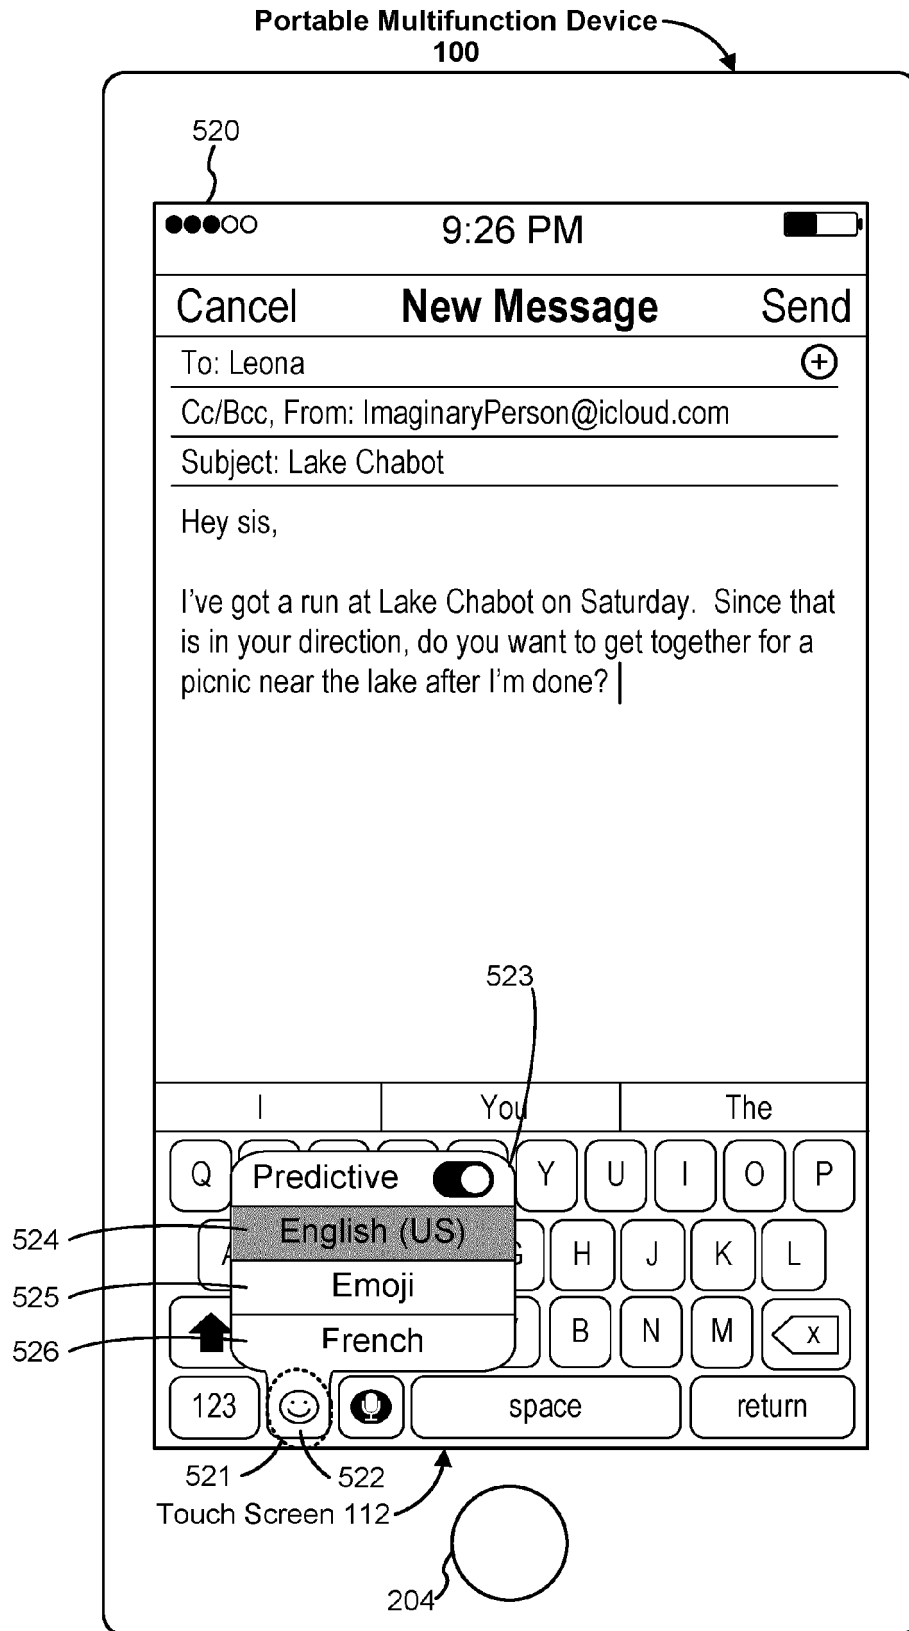 Portable Multifunction Device
100
520
9:26 PM
Cancel New Message Send
To: Leona +
Cc/Bcc, From: ImaginaryPerson@icloud.com
Subject: Lake Chabot
Hey sis,
I've got a run at Lake Chabot on Saturday.  Since that
is in your direction, do you want to get together for a
picnic near the lake after I'm done?
523
I You The
Q Y U I O P
Predictive
A G H J K L
524 English (US)
525 Emoji
B N M X
526 French
123 space return
521 522
Touch Screen 112
204